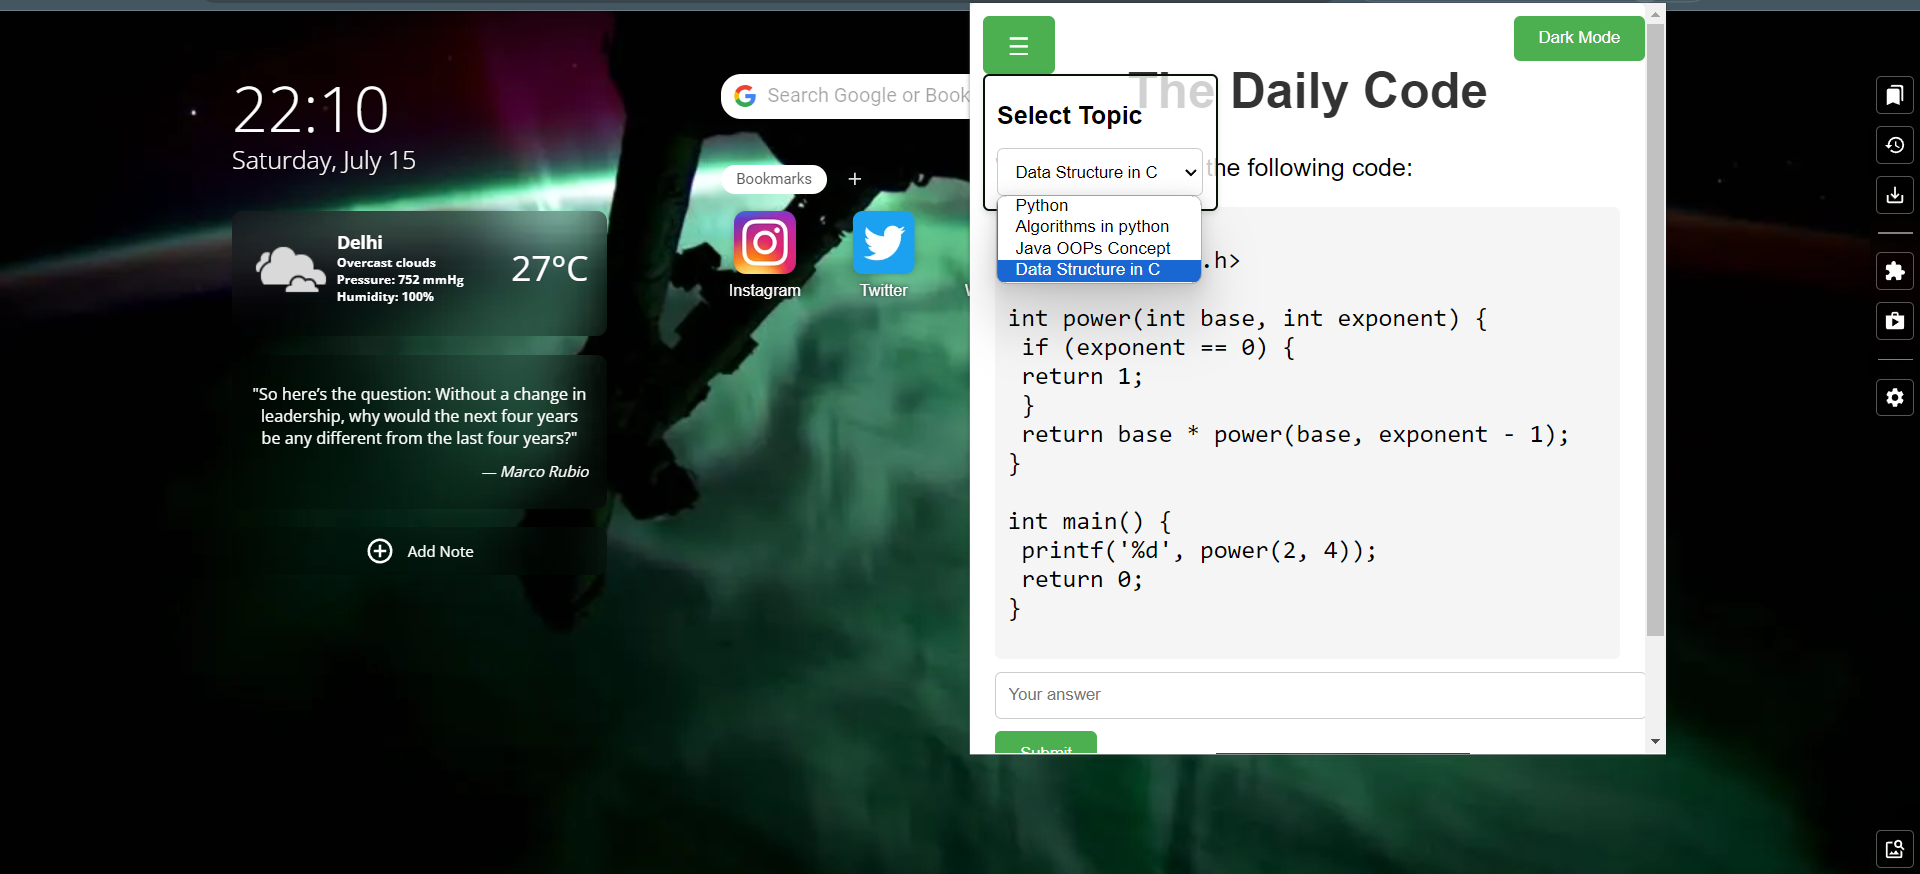 22:10
Saturday, July 15
Delhi
Overcast clouds
Pressure: 752 mmHg
Humidity: 100%
27°C
"So here's the question: Without a change in
leadership, why would the next four years
be any different from the last four years?"
— Marco Rubio
Add Note
Search Google or Book
Bookmarks
+
Instagram
Twitter
☰
Dark Mode
The Daily Code
Select Topic
Data Structure in C
the following code:
Python
Algorithms in python
Java OOPs Concept
Data Structure in C
.h>
int power(int base, int exponent) {
if (exponent == 0) {
return 1;
}
return base * power(base, exponent - 1);
}
int main() {
printf('%d', power(2, 4));
return 0;
}
Your answer
Submit